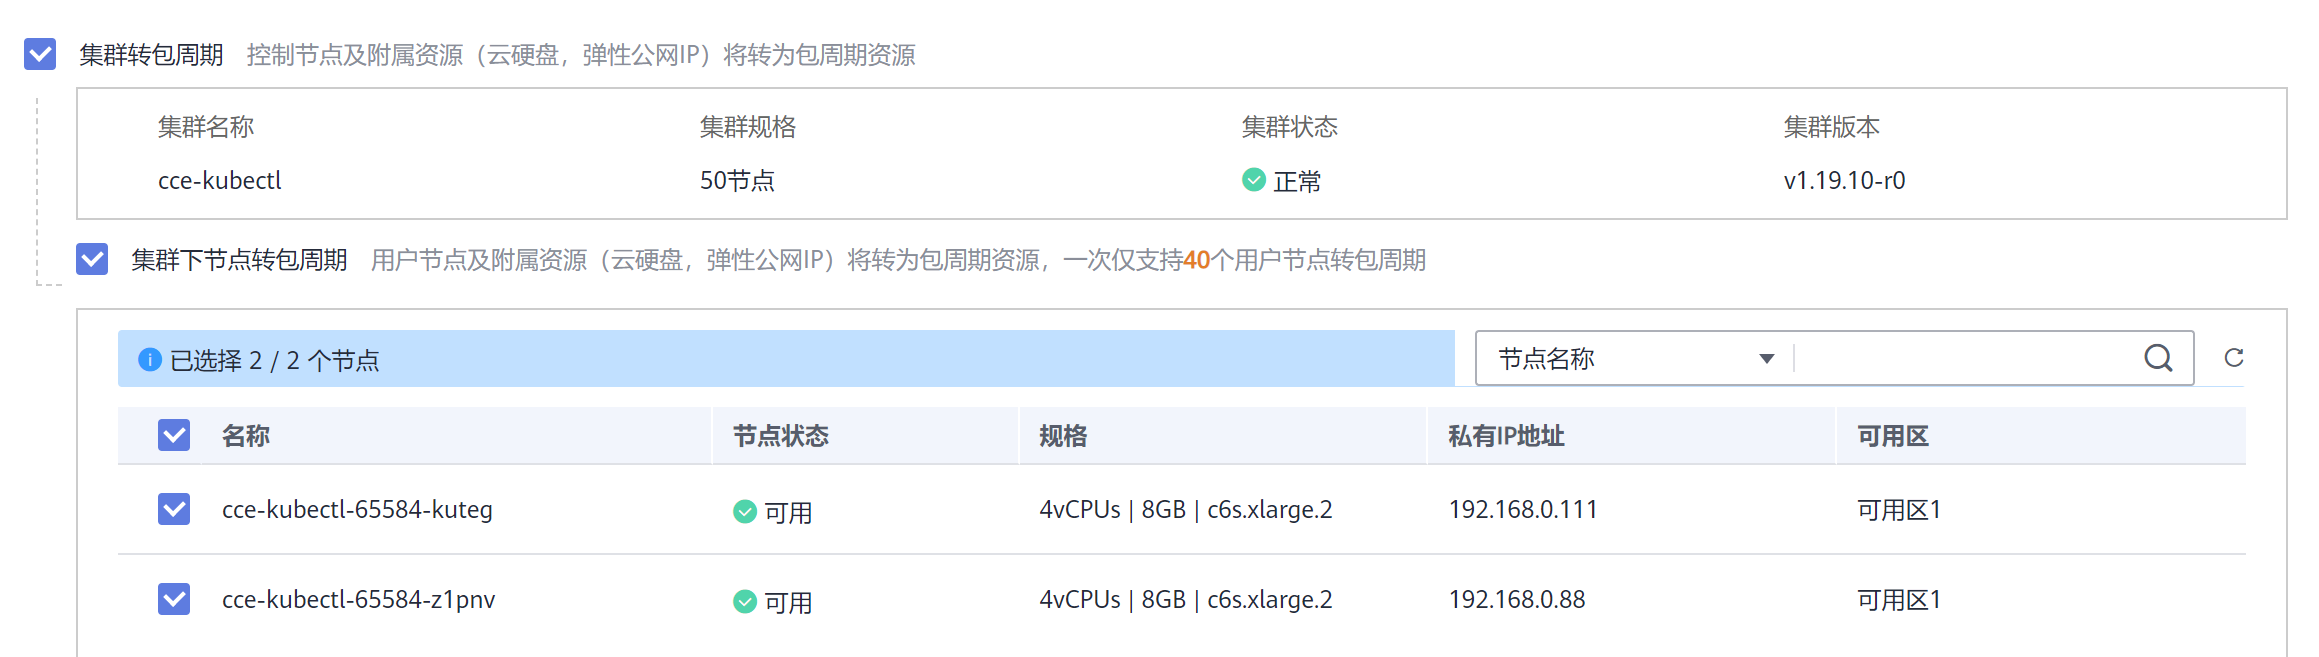 集群转包周期 控制节点及附属资源（云硬盘，弹性公网IP）将转为包周期资源
集群名称 集群规格 集群状态 集群版本
cce-kubectl 50节点 正常 v1.19.10-r0
集群下节点转包周期 用户节点及附属资源（云硬盘，弹性公网IP）将转为包周期资源，一次仅支持40个用户节点转包周期
已选择 2 / 2 个节点 节点名称
名称 节点状态 规格 私有IP地址 可用区
cce-kubectl-65584-kuteg 可用 4vCPUs | 8GB | c6s.xlarge.2 192.168.0.111 可用区1
cce-kubectl-65584-z1pnv 可用 4vCPUs | 8GB | c6s.xlarge.2 192.168.0.88 可用区1